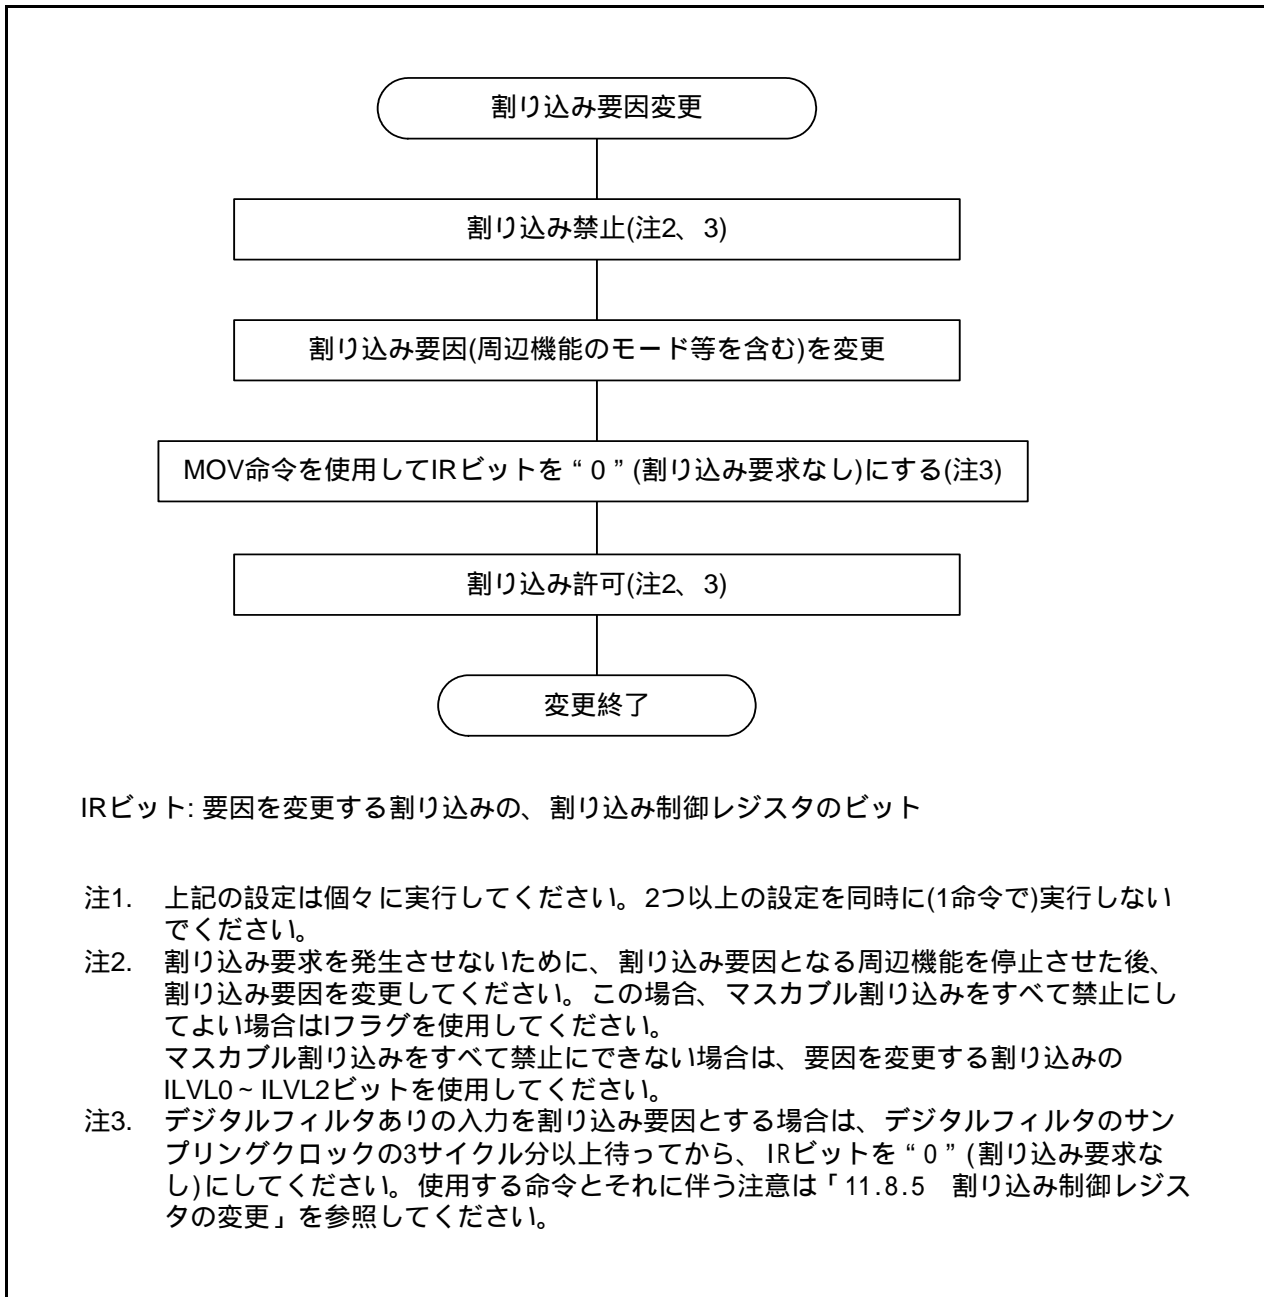 割り込み要因変更
割り込み禁止(注2、3)
割り込み要因(周辺機能のモード等を含む)を変更
MOV命令を使用してIRビットを“0”(割り込み要求なし)にする(注3)
割り込み許可(注2、3)
変更終了
IRビット: 要因を変更する割り込みの、割り込み制御レジスタのビット
注1. 上記の設定は個々に実行してください。2つ以上の設定を同時に(1命令で)実行しない
でください。
注2. 割り込み要求を発生させないために、割り込み要因となる周辺機能を停止させた後、
割り込み要因を変更してください。この場合、マスカブル割り込みをすべて禁止にし
てよい場合はIフラグを使用してください。
マスカブル割り込みをすべて禁止にできない場合は、要因を変更する割り込みの
ILVL0~ILVL2ビットを使用してください。
注3. デジタルフィルタありの入力を割り込み要因とする場合は、デジタルフィルタのサン
プリングクロックの3サイクル分以上待ってから、IRビットを“0”(割り込み要求な
し)にしてください。使用する命令とそれに伴う注意は「11.8.5 割り込み制御レジス
タの変更」を参照してください。